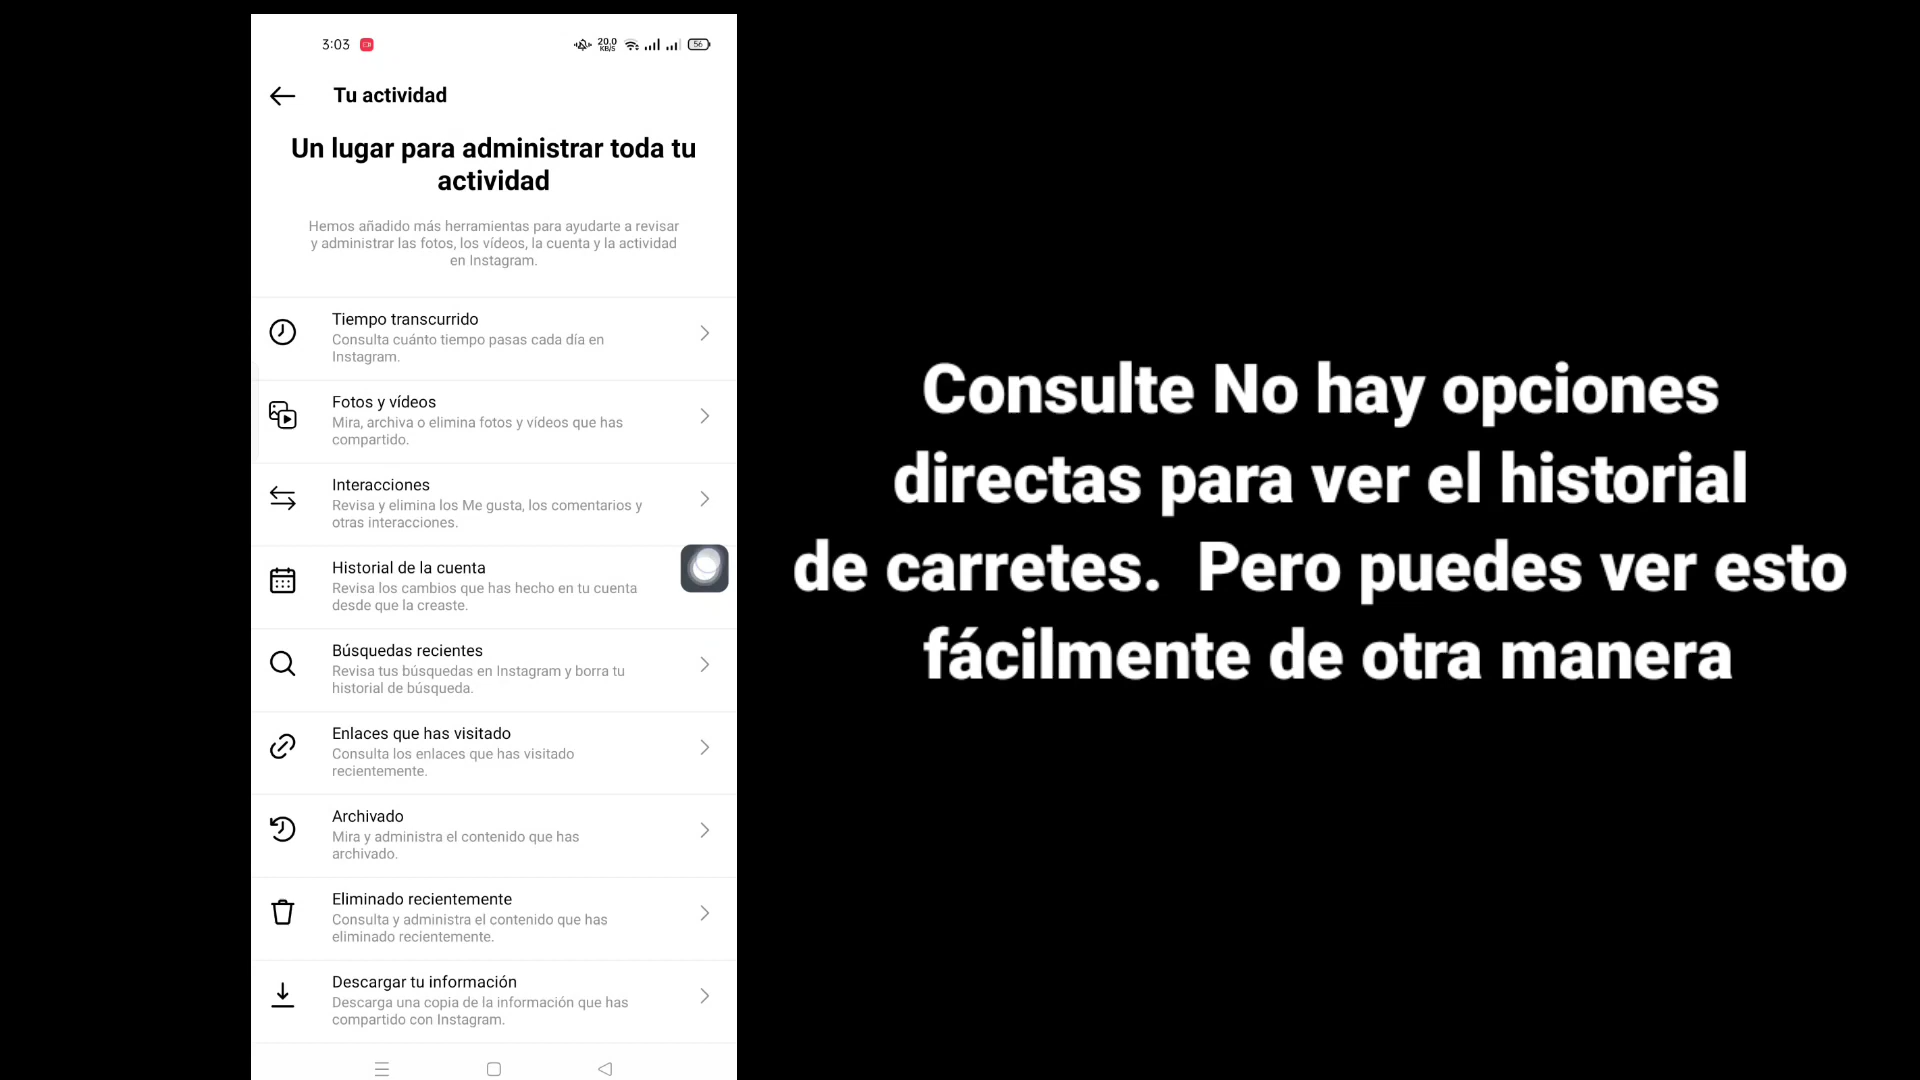 3:03
20.0
KB/S
56
Tu actividad
Un lugar para administrar toda tu
actividad
Hemos añadido más herramientas para ayudarte a revisar
y administrar las fotos, los vídeos, la cuenta y la actividad
en Instagram.
Tiempo transcurrido
Consulta cuánto tiempo pasas cada día en
Instagram.
Fotos y vídeos
Mira, archiva o elimina fotos y vídeos que has
compartido.
Interacciones
Revisa y elimina los Me gusta, los comentarios y
otras interacciones.
Historial de la cuenta
Revisa los cambios que has hecho en tu cuenta
desde que la creaste.
Búsquedas recientes
Revisa tus búsquedas en Instagram y borra tu
historial de búsqueda.
Enlaces que has visitado
Consulta los enlaces que has visitado
recientemente.
Archivado
Mira y administra el contenido que has
archivado.
Eliminado recientemente
Consulta y administra el contenido que has
eliminado recientemente.
Descargar tu información
Descarga una copia de la información que has
compartido con Instagram.
Consulte No hay opciones
directas para ver el historial
de carretes. Pero puedes ver esto
fácilmente de otra manera